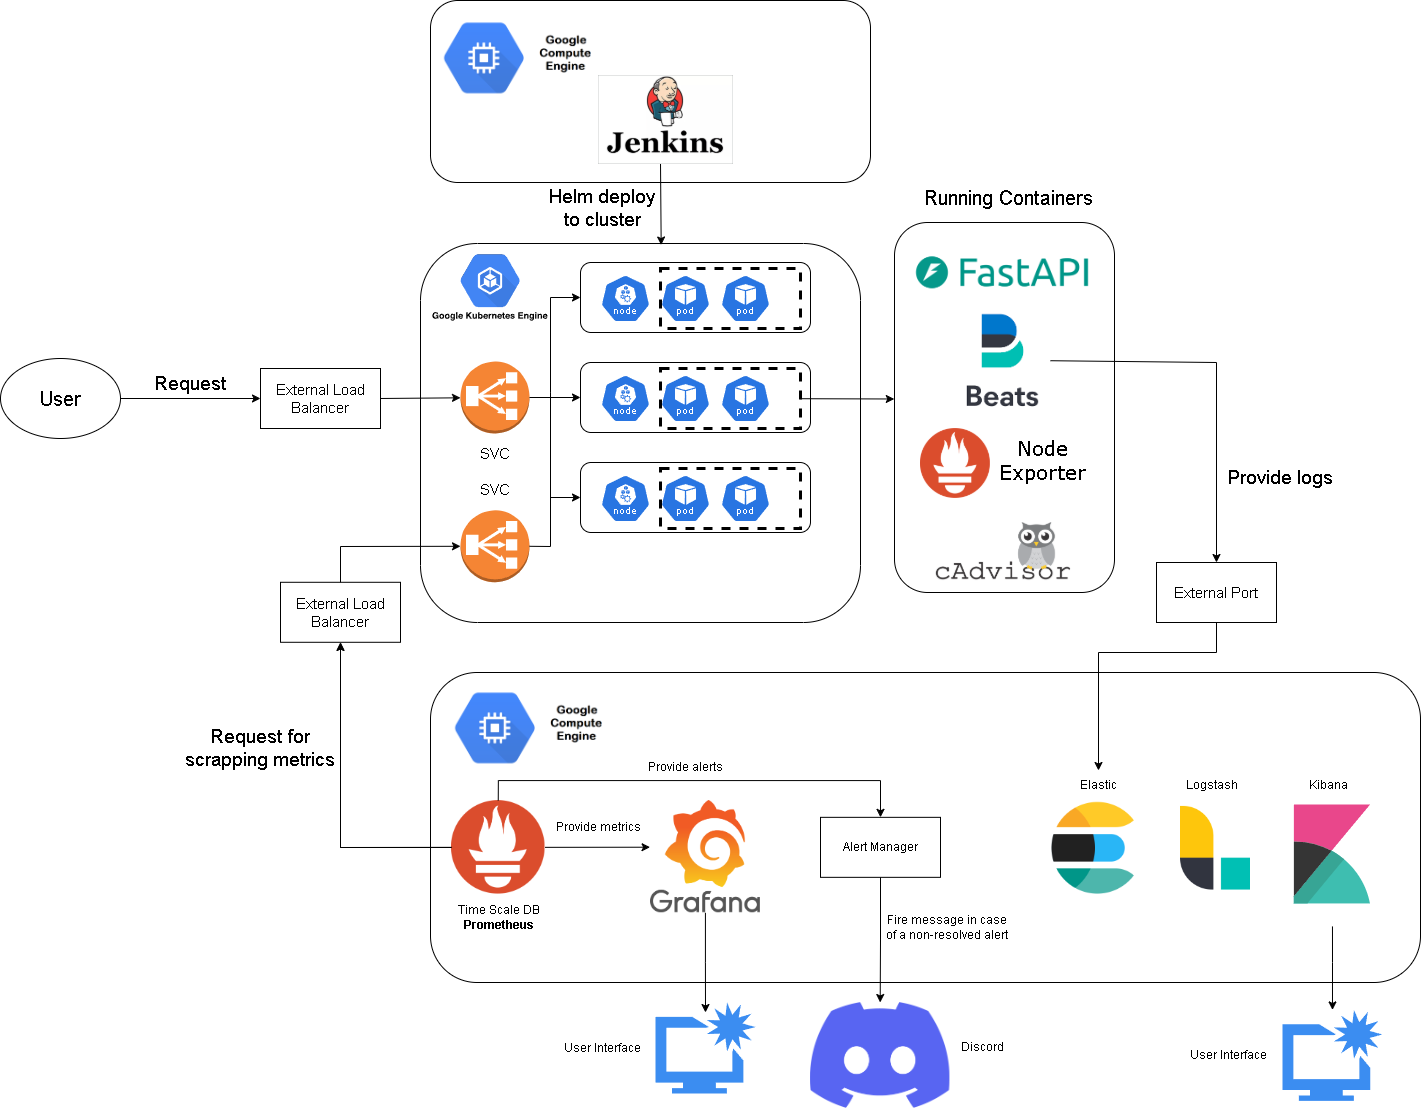 Google
Compute
Engine
Jenkins
Helm deploy
to cluster
Running Containers
FastAPI
Google Kubernetes Engine
node
pod
pod
Beats
User
Request
External Load
Balancer
SVC
node
pod
pod
Node
Exporter
Provide logs
SVC
node
pod
pod
cAdvisor
External Load
Balancer
External Port
Request for
scrapping metrics
Google
Compute
Engine
Provide alerts
Provide metrics
Grafana
Alert Manager
Elastic
Logstash
Kibana
Time Scale DB
Prometheus
Fire message in case
of a non-resolved alert
User Interface
Discord
User Interface